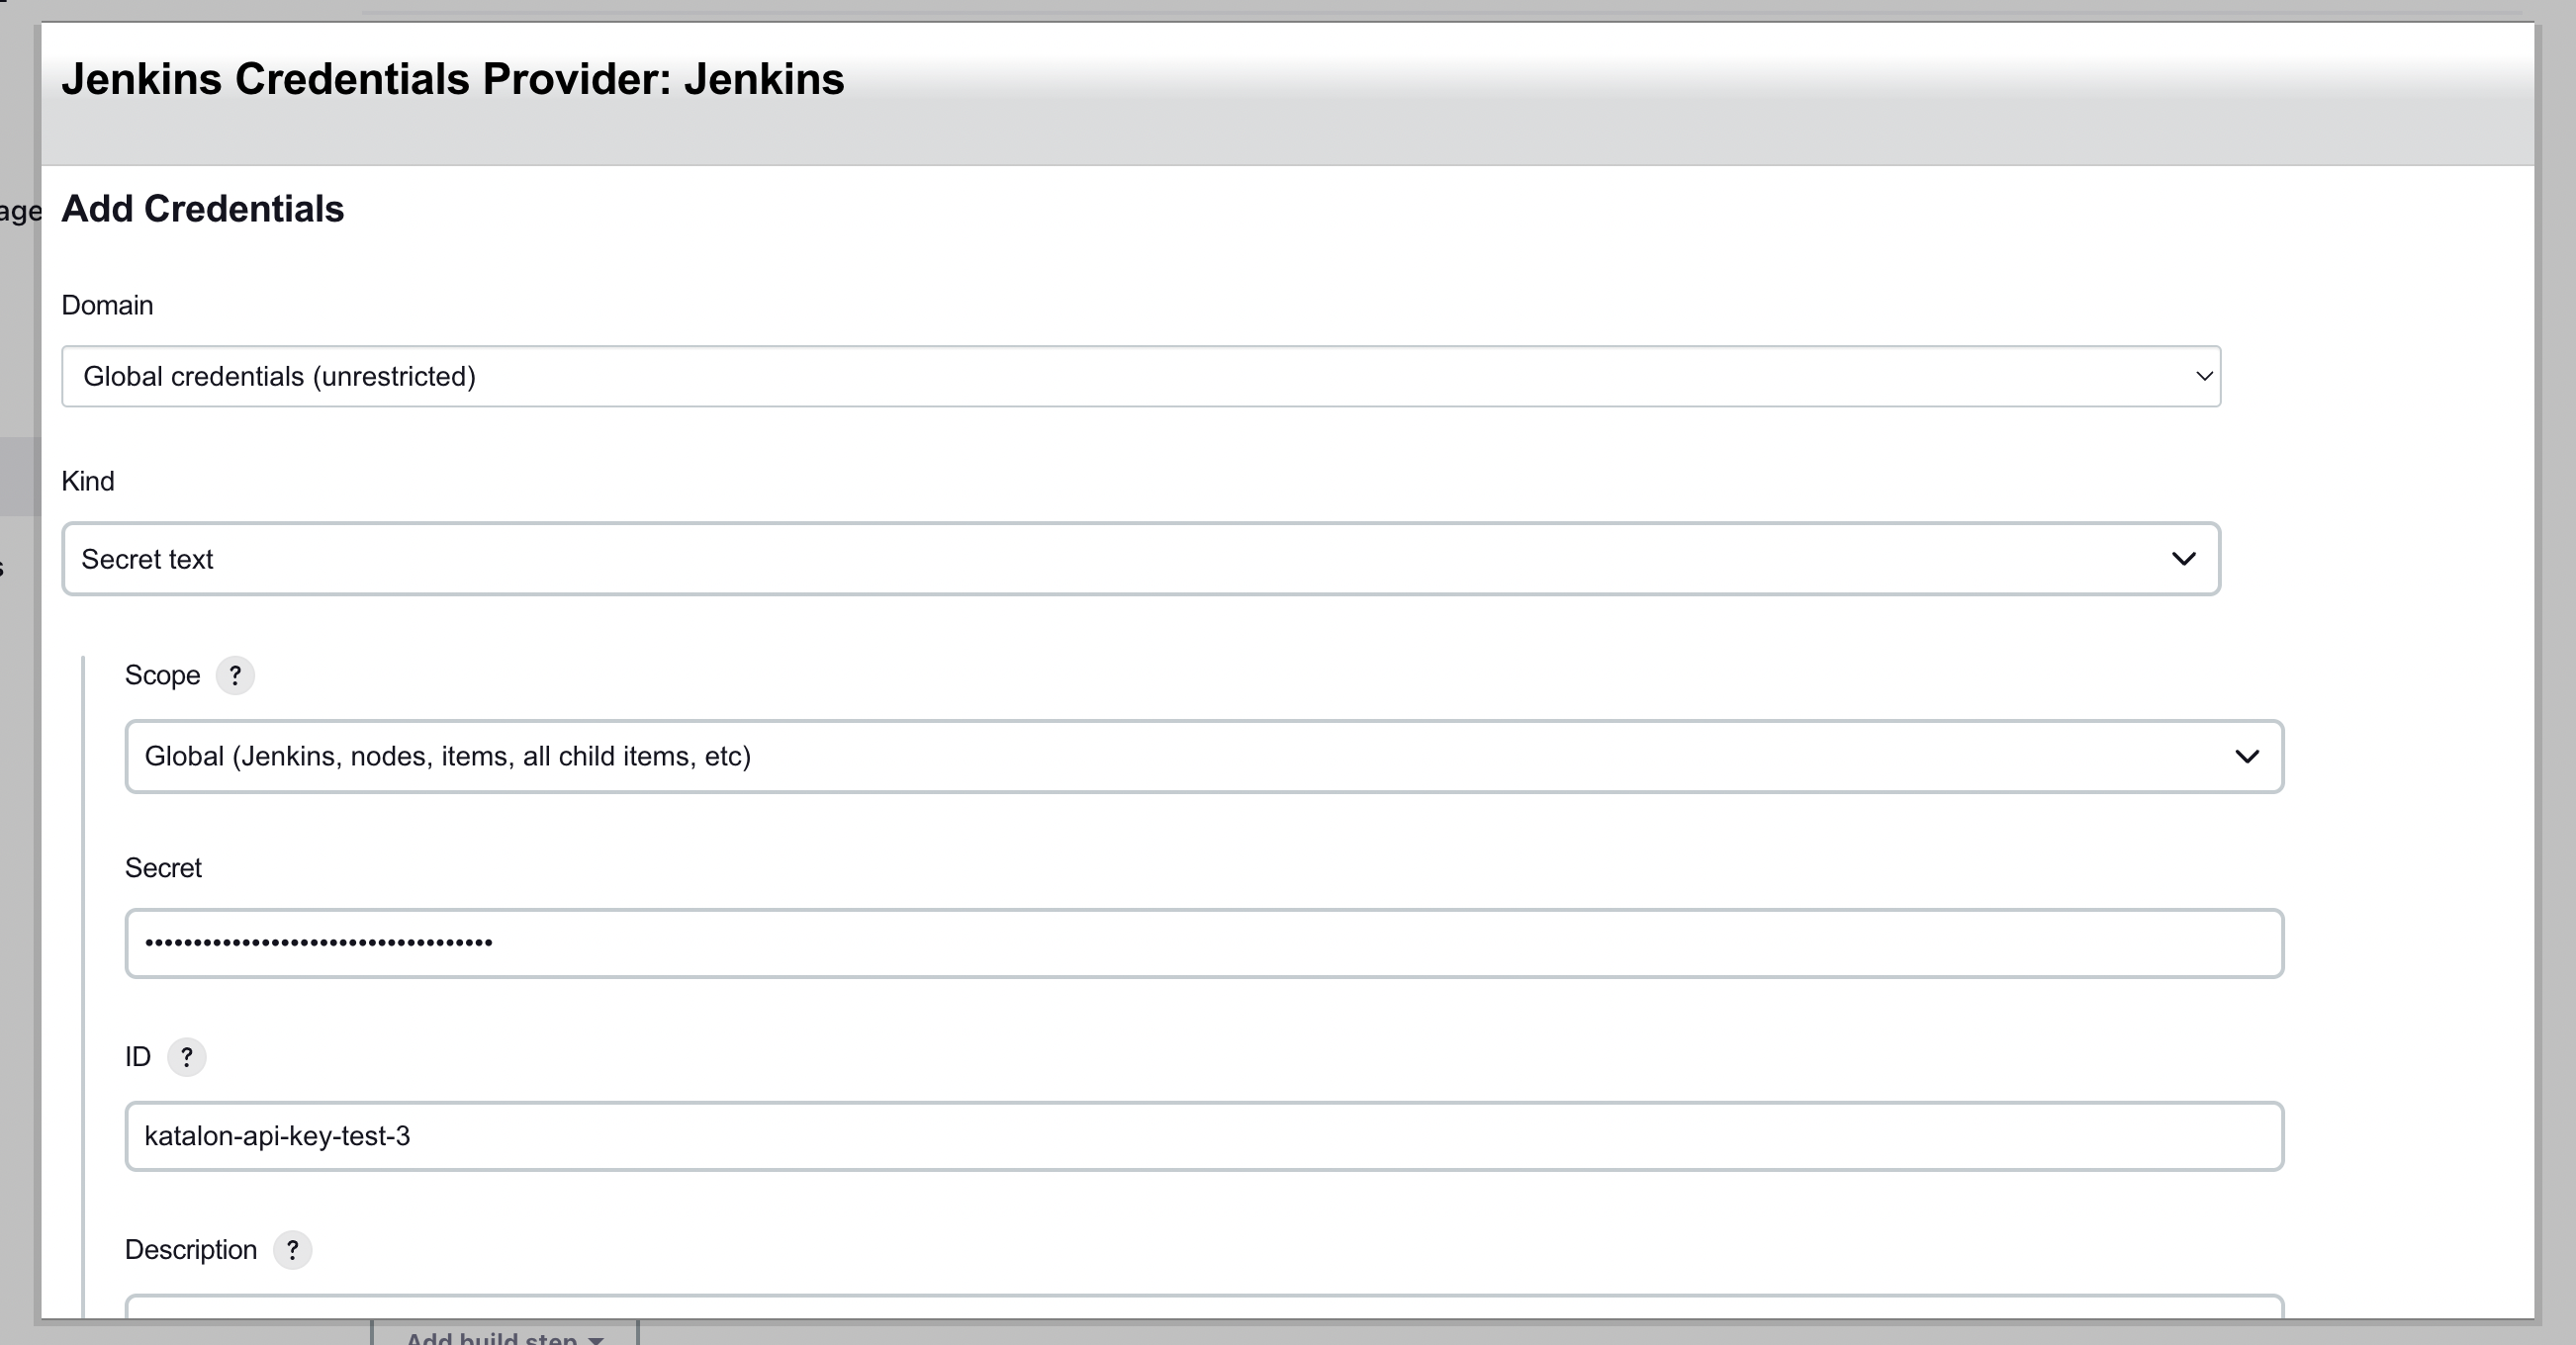 Jenkins Credentials Provider: Jenkins
age
Add Credentials
Domain
Global credentials (unrestricted)
Kind
Secret text
s
Scope ?
Global (Jenkins, nodes, items, all child items, etc)
Secret
••••••••••••••••••••••••••••••••••••
ID ?
katalon-api-key-test-3
Description ?
Add build step